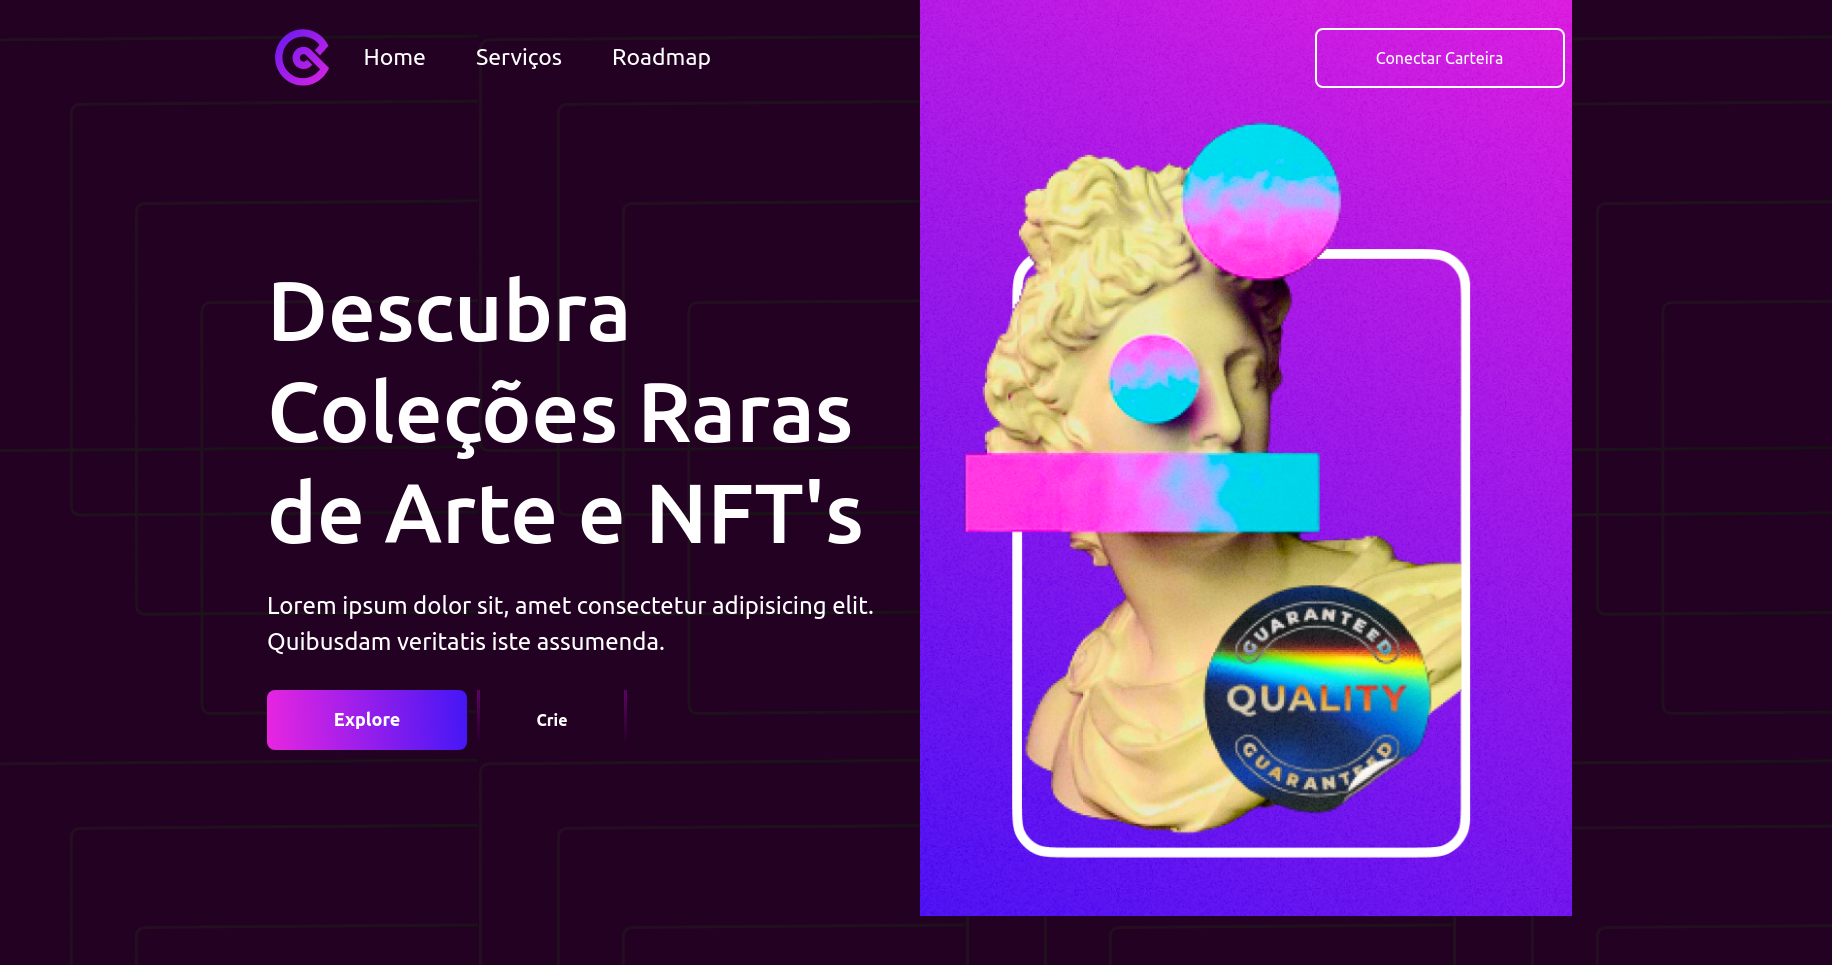 Home Serviços Roadmap
Conectar Carteira
Descubra
Coleções Raras
de Arte e NFT's
Lorem ipsum dolor sit, amet consectetur adipisicing elit.
Quibusdam veritatis iste assumenda.
Explore
Crie
GUARANTEED
QUALITY
GUARANTEED